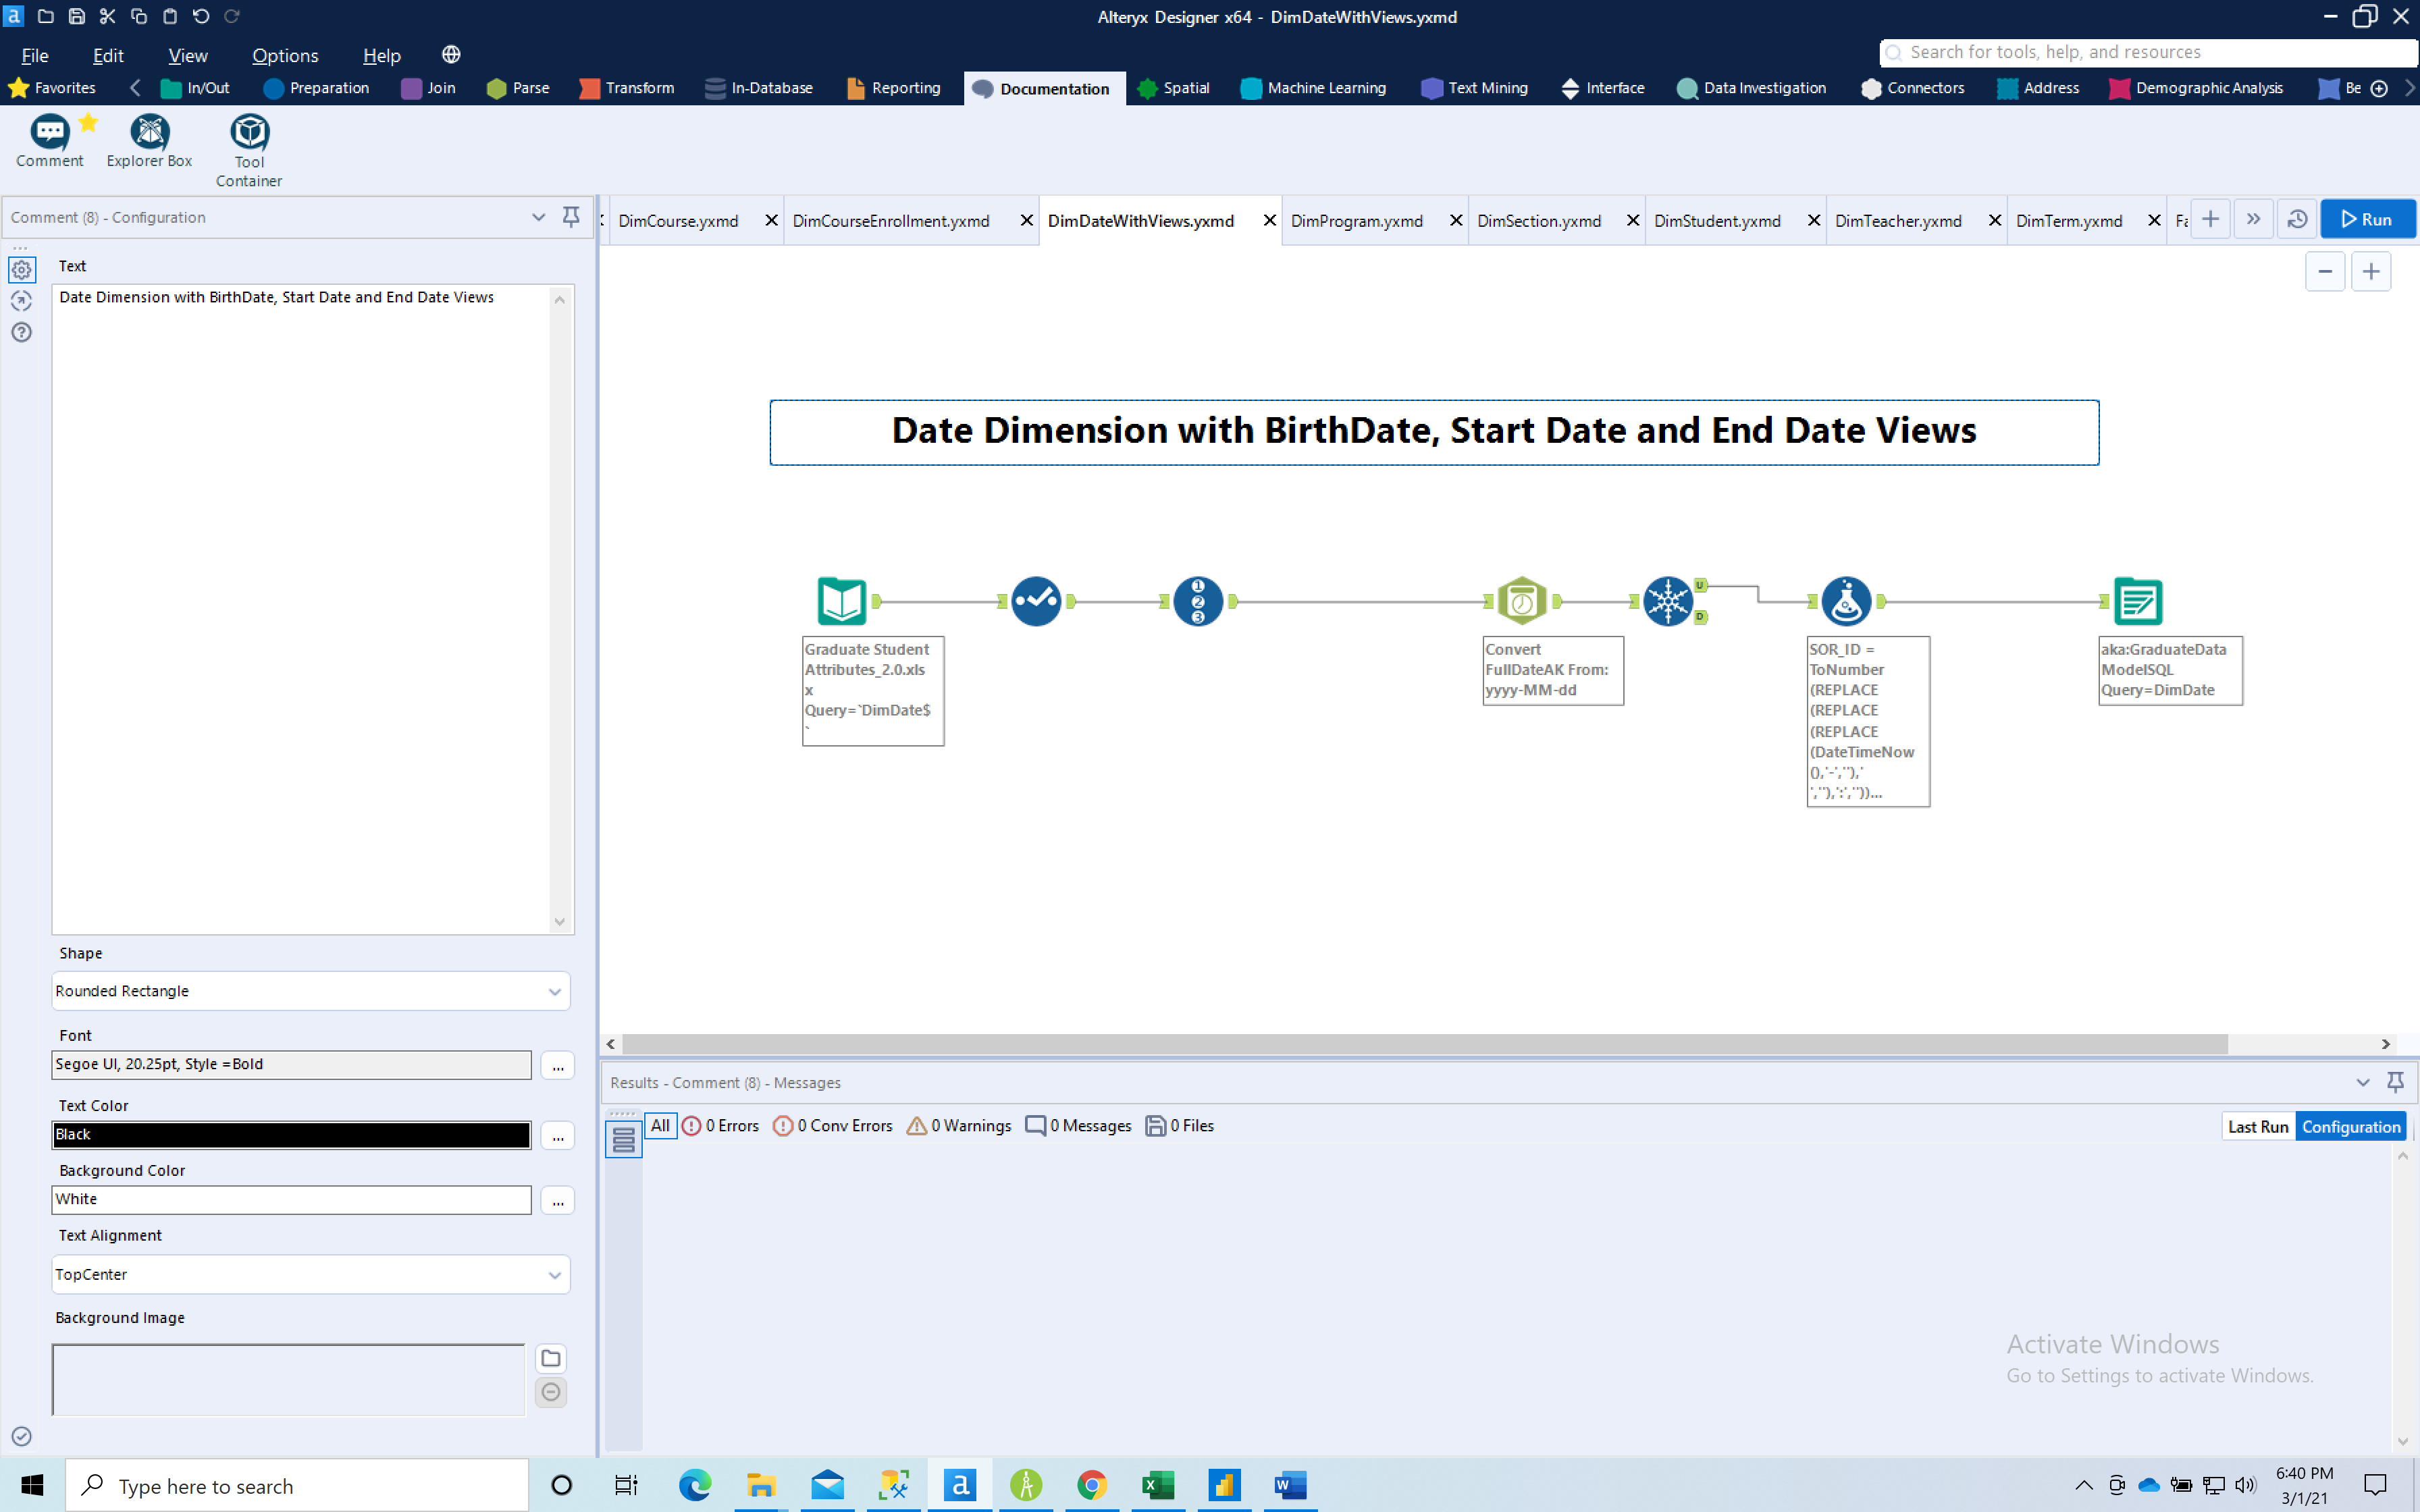 Alteryx Designer x64 - DimDateWithViews.yxmd
File Edit View Options Help
Search for tools, help, and resources
Favorites In/Out Preparation Join Parse Transform In-Database Reporting Documentation Spatial Machine Learning Text Mining Interface Data Investigation Connectors Address Demographic Analysis Be
Comment
Explorer Box
Tool
Container
Comment (8) - Configuration
DimCourse.yxmd DimCourseEnrollment.yxmd DimDateWithViews.yxmd DimProgram.yxmd DimSection.yxmd DimStudent.yxmd DimTeacher.yxmd DimTerm.yxmd Fa
Run
Text
Date Dimension with BirthDate, Start Date and End Date Views
Shape
Rounded Rectangle
Font
Segoe UI, 20.25pt, Style =Bold
...
Text Color
Black
...
Background Color
White
...
Text Alignment
TopCenter
Background Image
Date Dimension with BirthDate, Start Date and End Date Views
1
2
3
U
D
Graduate Student
Attributes_2.0.xls
x
Query=`DimDate$
`
Convert
FullDateAK From:
yyyy-MM-dd
SOR_ID =
ToNumber
(REPLACE
(REPLACE
(REPLACE
(DateTimeNow
(),'-',''),'
',''),':',''))...
aka:GraduateData
ModelSQL
Query=DimDate
Results - Comment (8) - Messages
All 0 Errors 0 Conv Errors 0 Warnings 0 Messages 0 Files
Last Run Configuration
Activate Windows
Go to Settings to activate Windows.
Type here to search
6:40 PM
3/1/21